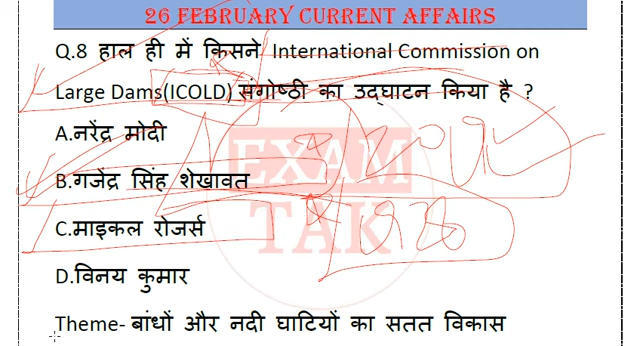 26 FEBRUARY CURRENT AFFAIRS
Q.8 हाल ही में किसने International Commission on
Large Dams(ICOLD) संगोष्ठी का उद्घाटन किया है ?
A.नरेंद्र मोदी
B.गजेंद्र सिंह शेखावत
C.माइकल रोजर्स
D.विनय कुमार
Theme- बांधों और नदी घाटियों का सतत विकास
EXAM
TAK